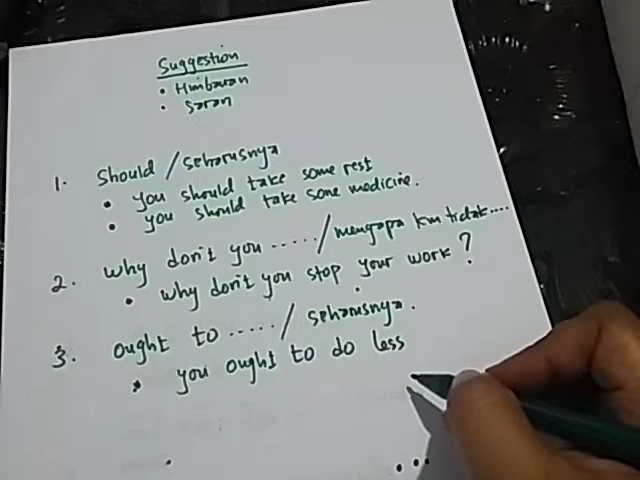 Suggestion
• Himbauan
• Saran
1. Should / seharusnya
• you should take some rest
• you should take some medicine.
2. why don't you ...... / mengapa km tidak....
• why don't you stop your work?
3. ought to ...... / seharusnya.
• you ought to do less